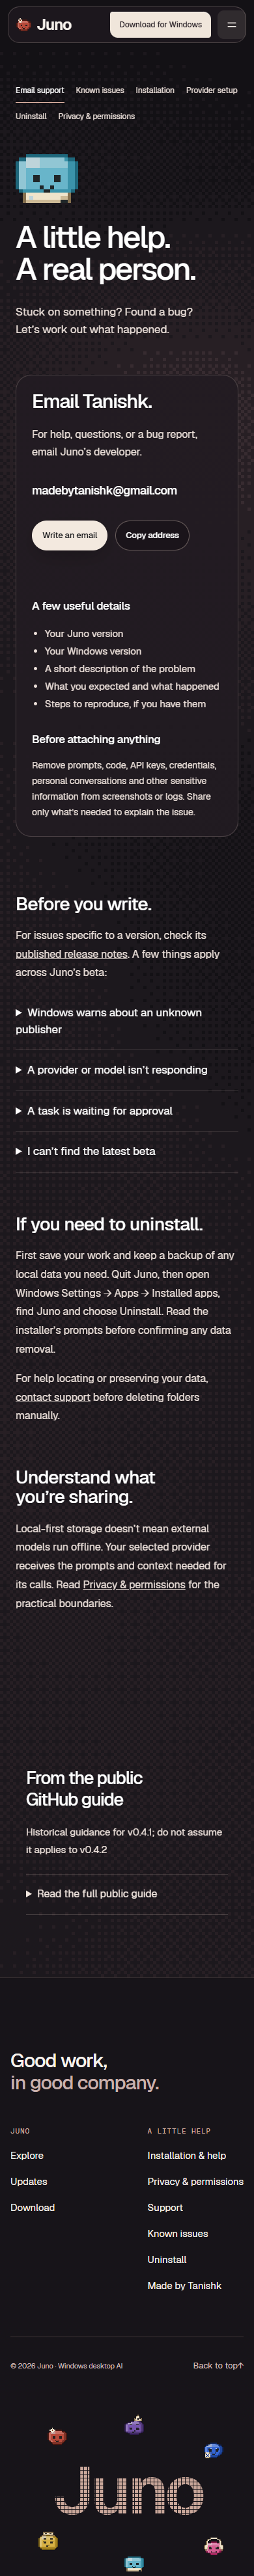 Juno
Download for Windows
Email support Known issues Installation Provider setup
Uninstall Privacy & permissions
A little help.
A real person.
Stuck on something? Found a bug?
Let's work out what happened.
Email Tanishk.
For help, questions, or a bug report,
email Juno's developer.
madebytanishk@gmail.com
Write an email Copy address
A few useful details
• Your Juno version
• Your Windows version
• A short description of the problem
• What you expected and what happened
• Steps to reproduce, if you have them
Before attaching anything
Remove prompts, code, API keys, credentials,
personal conversations and other sensitive
information from screenshots or logs. Share
only what's needed to explain the issue.
Before you write.
For issues specific to a version, check its
published release notes. A few things apply
across Juno's beta:
▶ Windows warns about an unknown
publisher
▶ A provider or model isn't responding
▶ A task is waiting for approval
▶ I can't find the latest beta
If you need to uninstall.
First save your work and keep a backup of any
local data you need. Quit Juno, then open
Windows Settings → Apps → Installed apps,
find Juno and choose Uninstall. Read the
installer's prompts before confirming any data
removal.
For help locating or preserving your data,
contact support before deleting folders
manually.
Understand what
you're sharing.
Local-first storage doesn't mean external
models run offline. Your selected provider
receives the prompts and context needed for
its calls. Read Privacy & permissions for the
practical boundaries.
From the public
GitHub guide
Historical guidance for v0.4.1; do not assume
it applies to v0.4.2
▶ Read the full public guide
Good work,
in good company.
JUNO
Explore
Updates
Download
A LITTLE HELP
Installation & help
Privacy & permissions
Support
Known issues
Uninstall
Made by Tanishk
© 2026 Juno · Windows desktop AI
Back to top↑
Juno